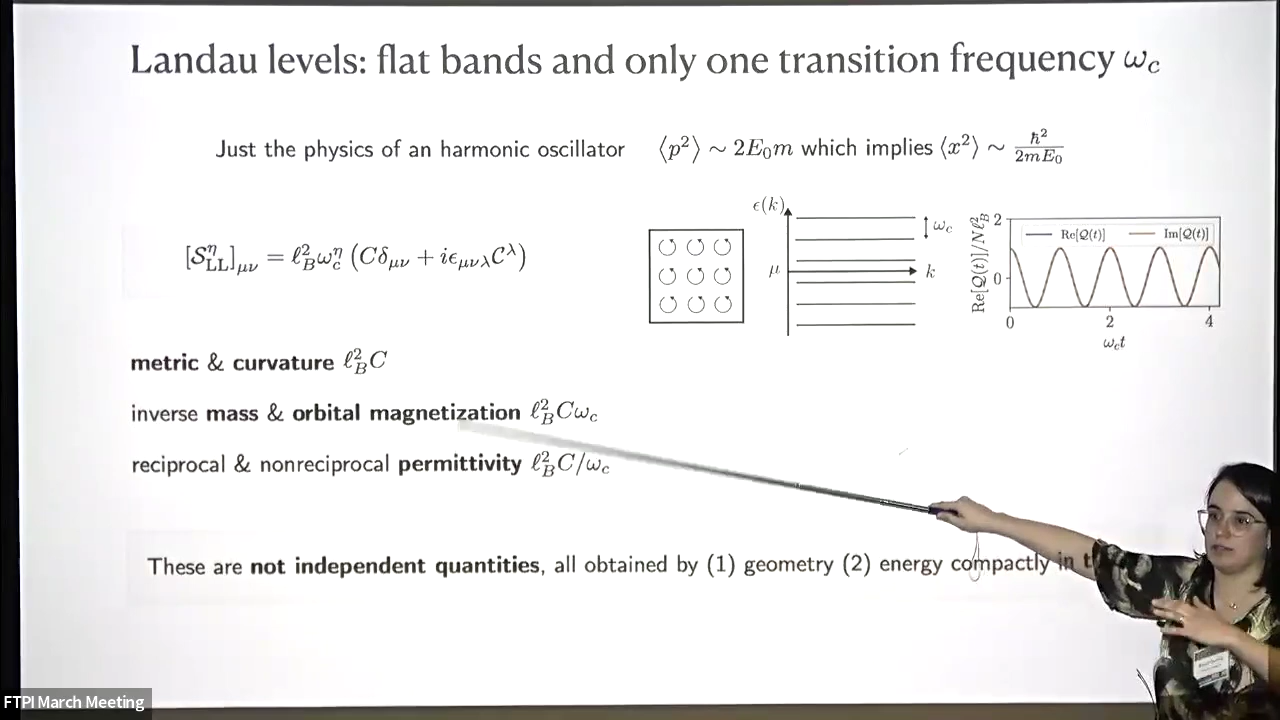 Landau levels: flat bands and only one transition frequency ω_c
Just the physics of an harmonic oscillator ⟨p²⟩ ∼ 2E₀m which implies ⟨x²⟩ ∼ ħ²/2mE₀
[𝒮^η_LL]_μν = ℓ²_B ω^η_c (Cδ_μν + iϵ_μνλ 𝒞^λ)
ϵ(k)
ω_c
μ
k
Re[𝒬(t)]/Nℓ²_B
2
0
Re[𝒬(t)] Im[𝒬(t)]
0 2 4
ω_c t
metric & curvature ℓ²_B C
inverse mass & orbital magnetization ℓ²_B Cω_c
reciprocal & nonreciprocal permittivity ℓ²_B C/ω_c
These are not independent quantities, all obtained by (1) geometry (2) energy compactly in
FTPI March Meeting